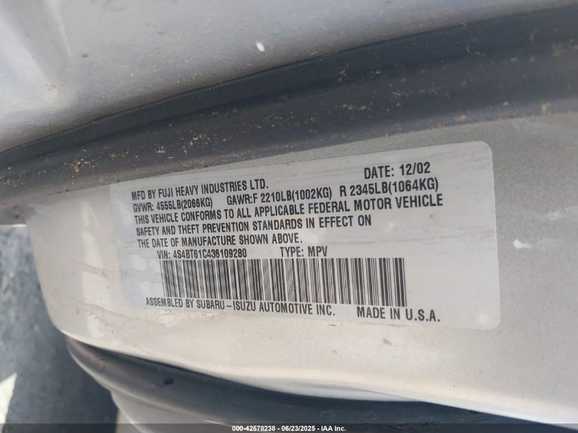 MFD BY FUJI HEAVY INDUSTRIES LTD. DATE: 12/02
GVWR: 4555LB(2066KG) GAWR:F 2210LB(1002KG) R 2345LB(1064KG)
THIS VEHICLE CONFORMS TO ALL APPLICABLE FEDERAL MOTOR VEHICLE
SAFETY AND THEFT PREVENTION STANDARDS IN EFFECT ON
THE DATE OF MANUFACTURE SHOWN ABOVE.
VIN: 4S4BT61C436109280 TYPE: MPV
ASSEMBLED BY SUBARU-ISUZU AUTOMOTIVE INC. MADE IN U.S.A.
000-42578238 - 06/23/2025 - IAA Inc.